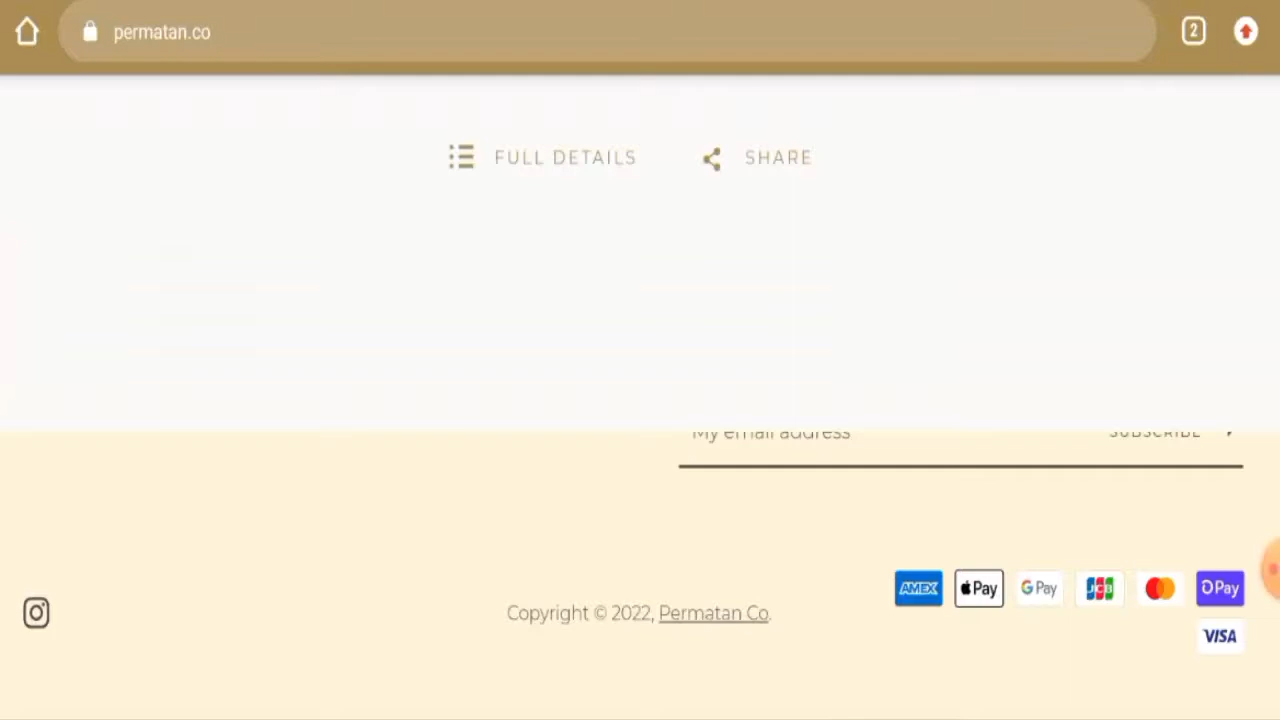 permatan.co
2
FULL DETAILS
SHARE
My email address
SUBSCRIBE
AMEX
Pay
G Pay
JCB
Pay
Copyright © 2022, Permatan Co.
VISA